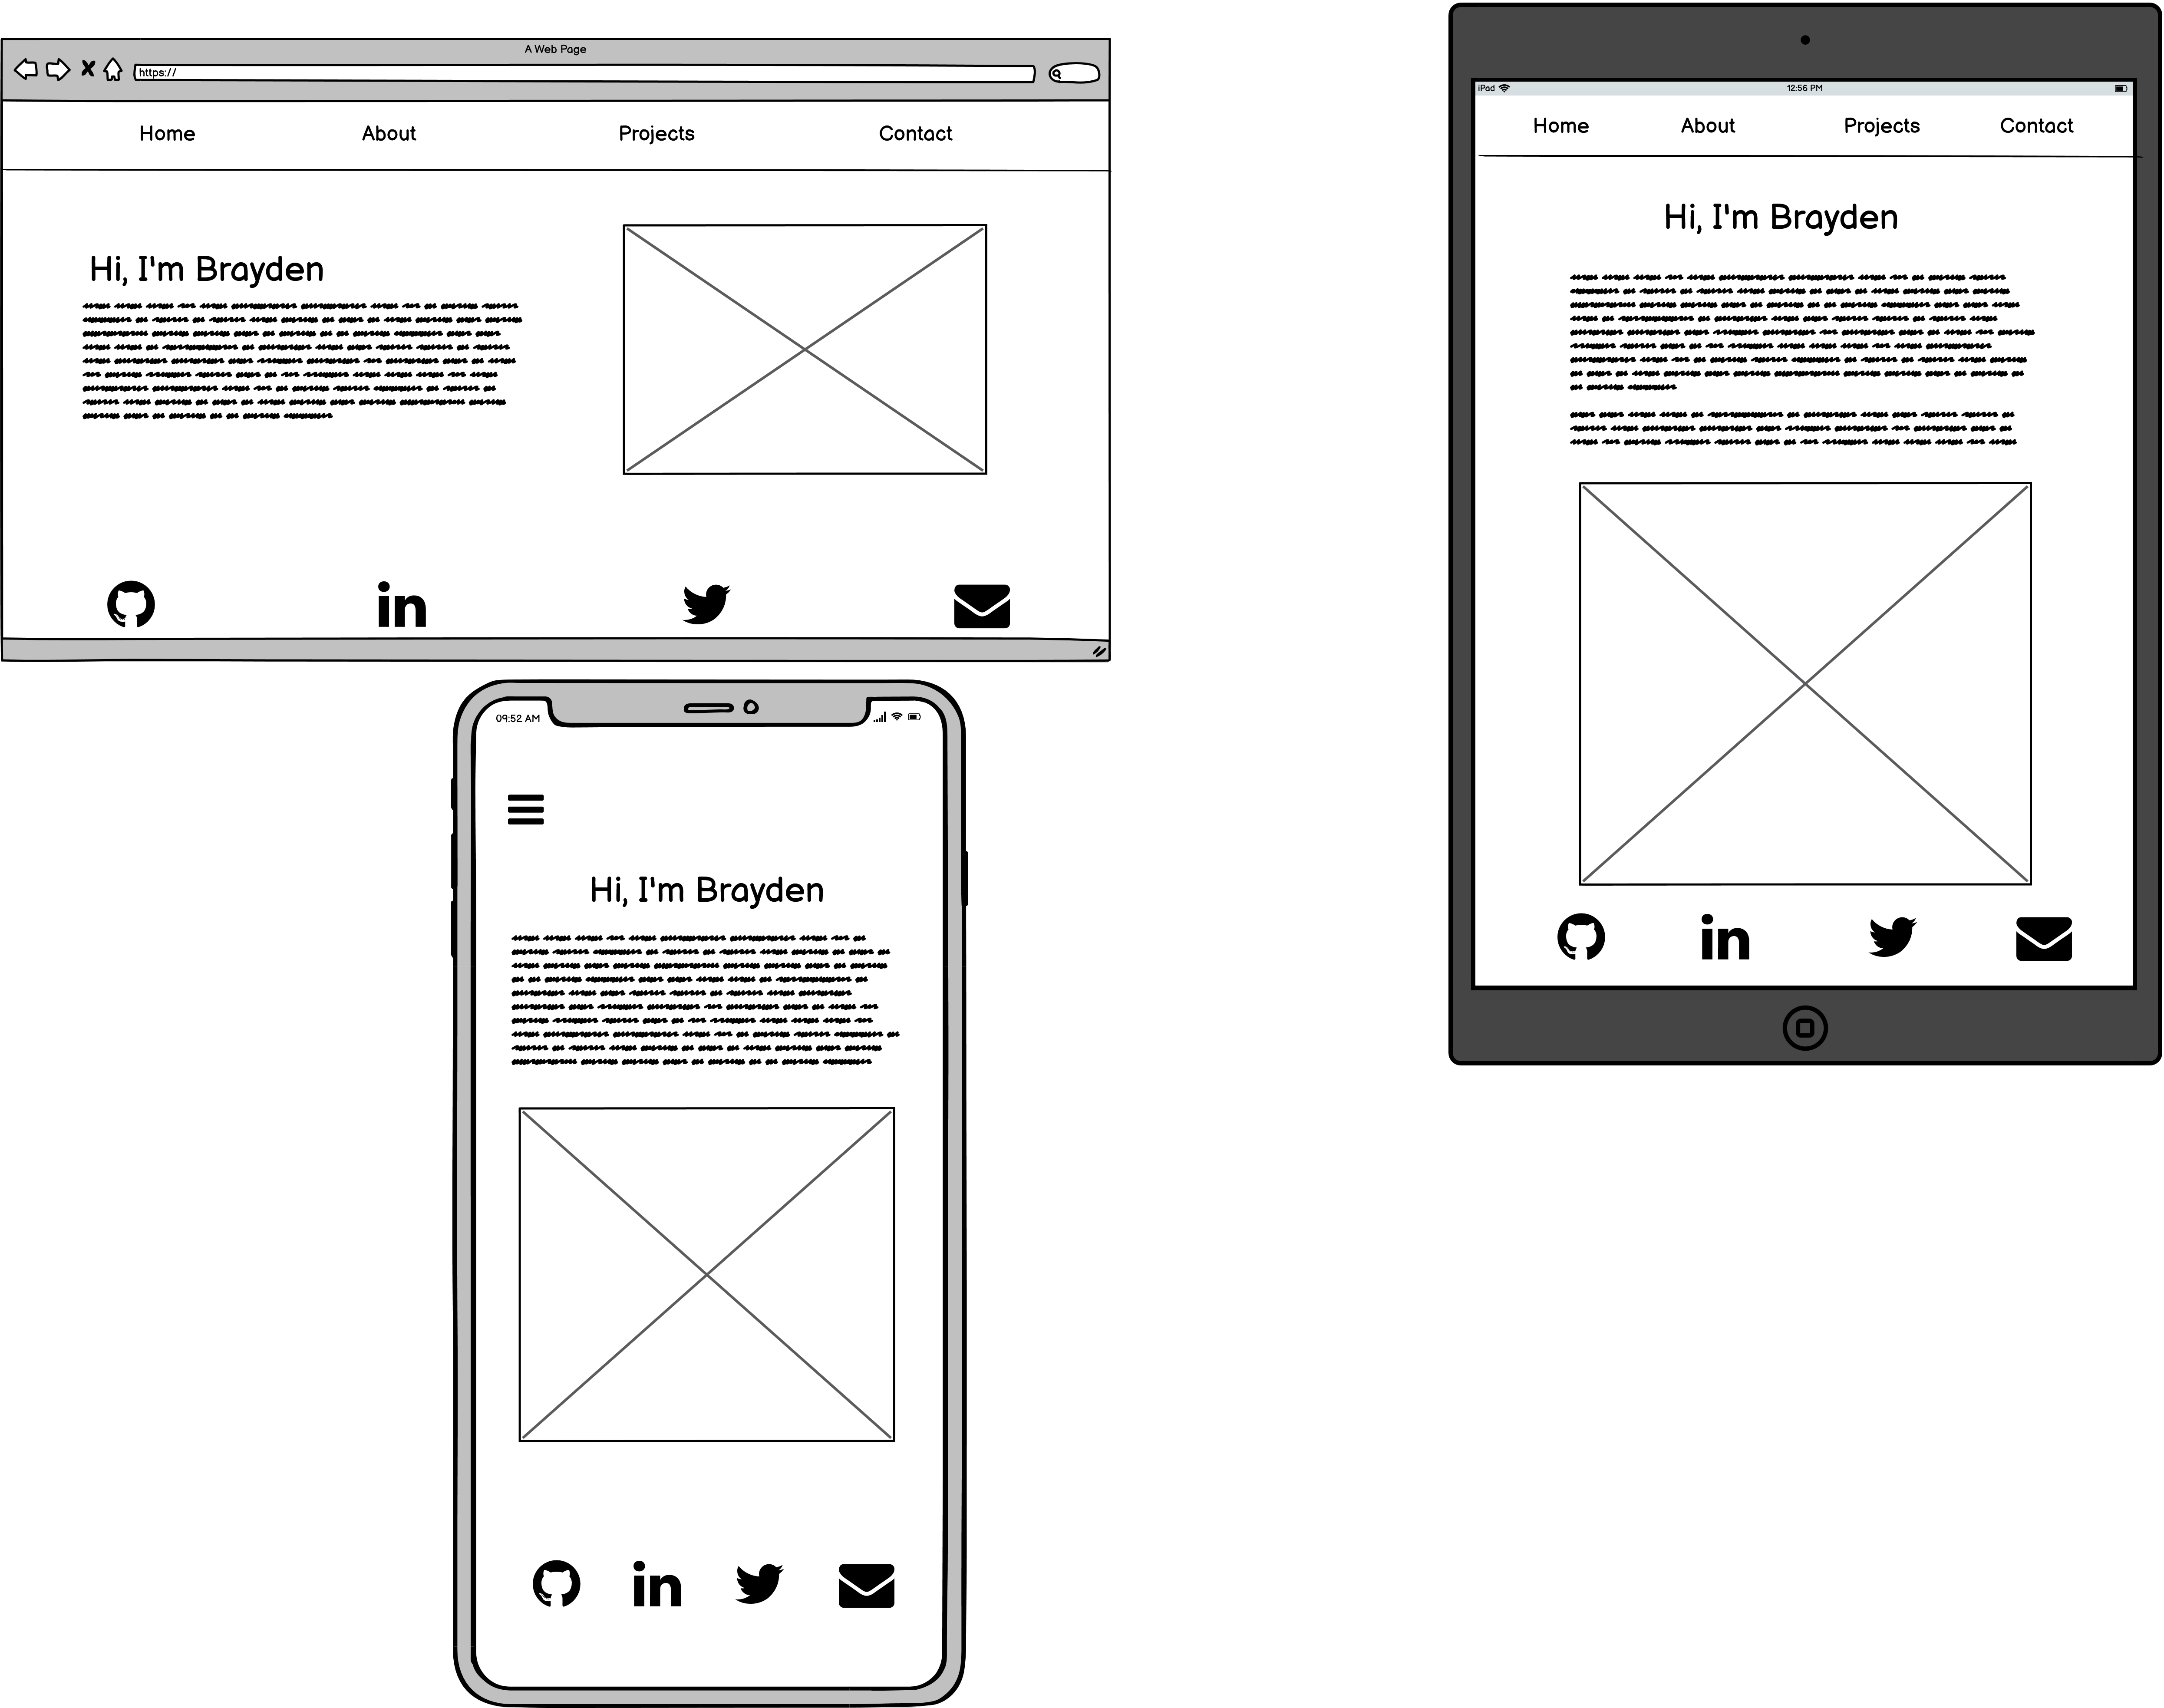 A Web Page
https://
Home About Projects Contact
Hi, I'm Brayden
in
iPad 12:56 PM
Home About Projects Contact
Hi, I'm Brayden
in
09:52 AM
Hi, I'm Brayden
in